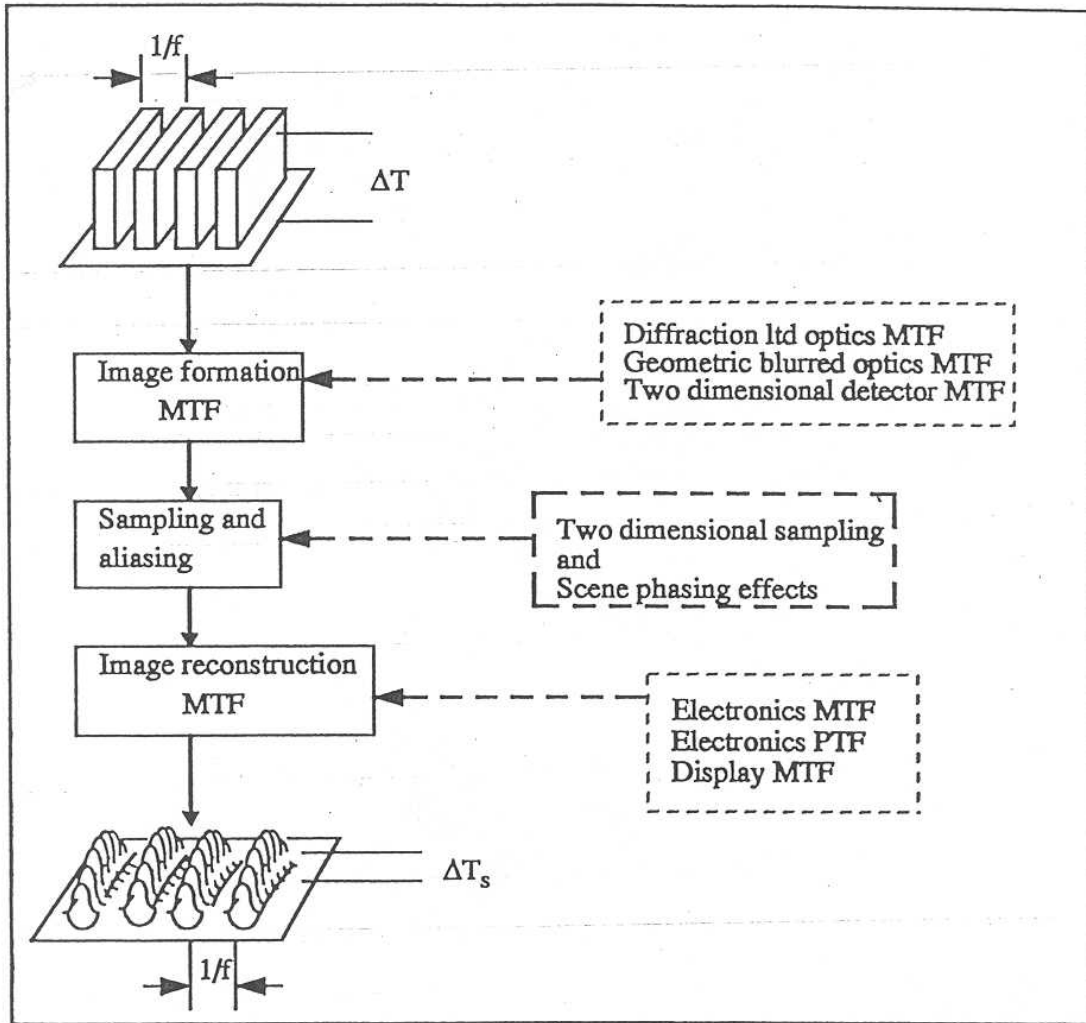 1/f
ΔT
Image formation
MTF
Diffraction ltd optics MTF
Geometric blurred optics MTF
Two dimensional detector MTF
Sampling and
aliasing
Two dimensional sampling
and
Scene phasing effects
Image reconstruction
MTF
Electronics MTF
Electronics PTF
Display MTF
ΔTs
1/f